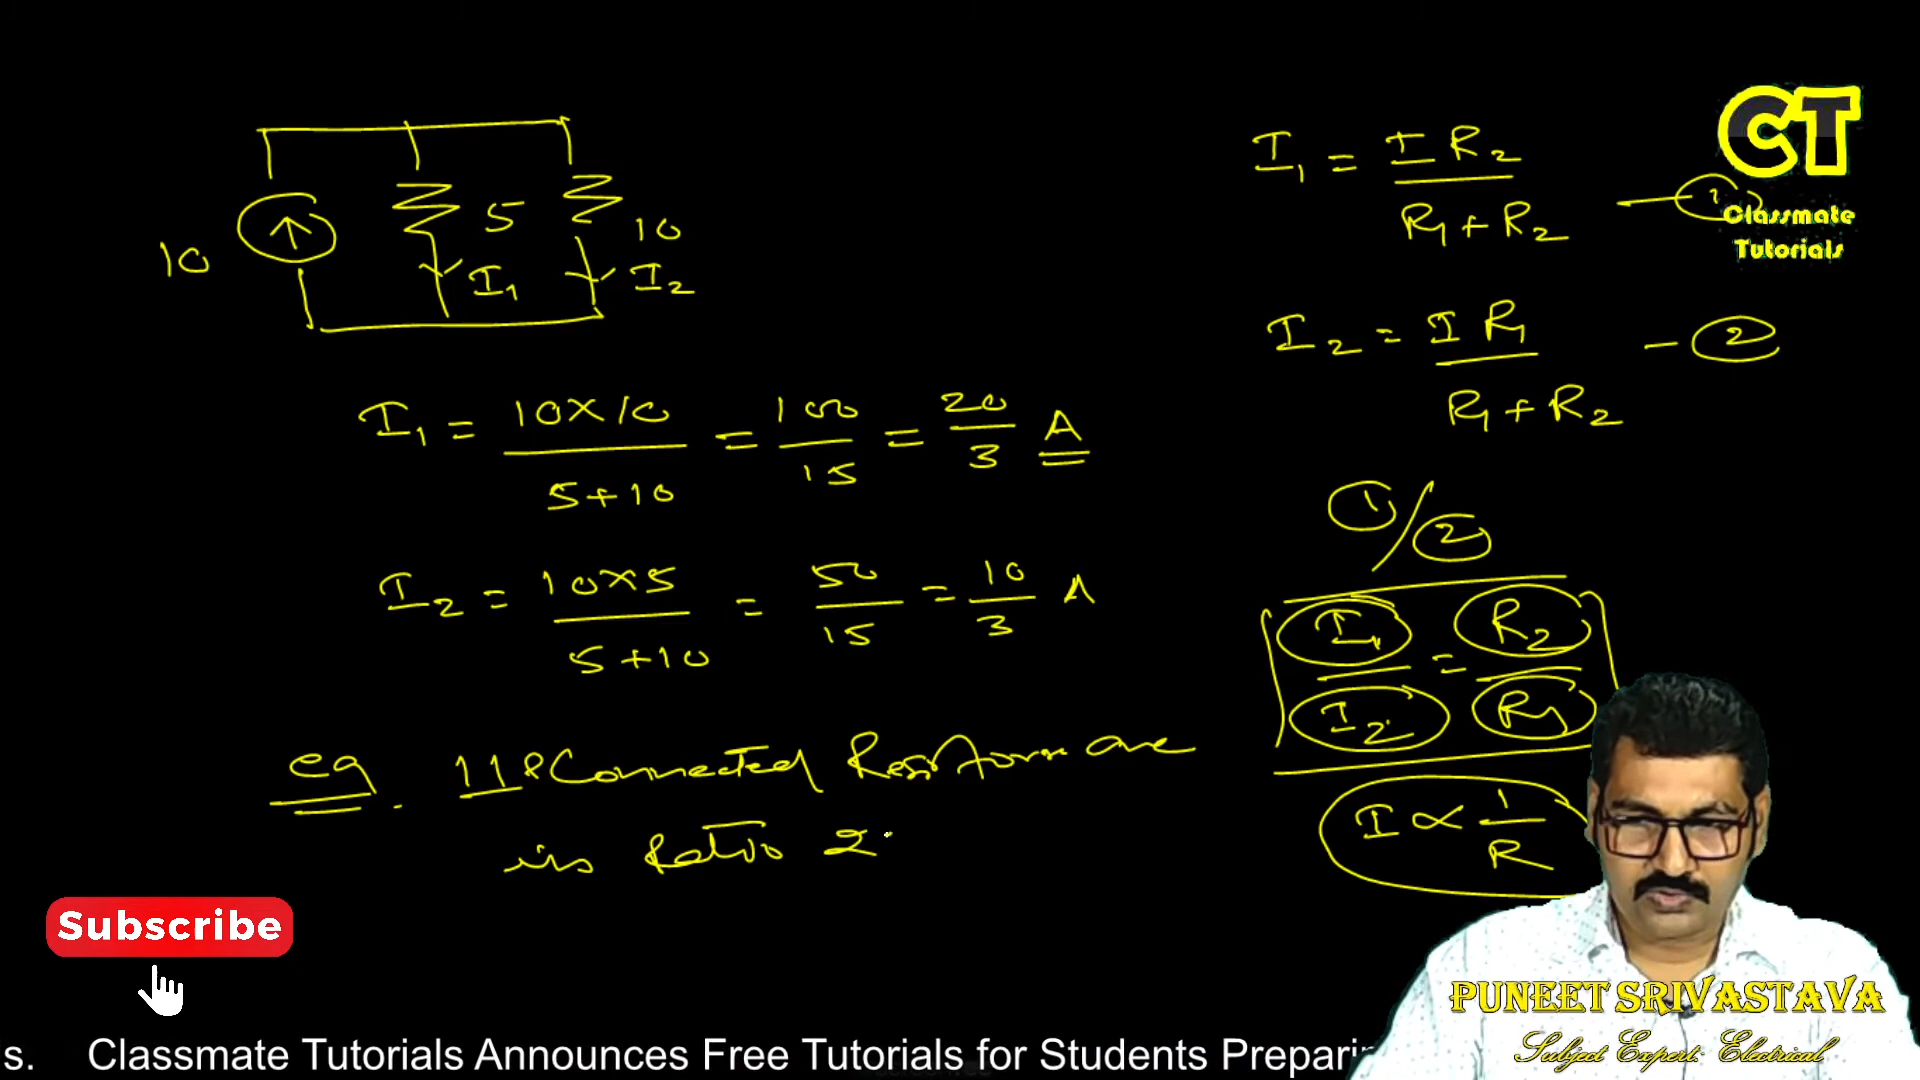 10
5
I₁
10
I₂
I₁ = 10×10 / 5+10 = 100 / 15 = 20 / 3 A
I₂ = 10×5 / 5+10 = 50 / 15 = 10 / 3 A
eg. 11 Connected Resistors are
in Ratio 2
I₁ = I R₂ / R₁ + R₂ — ①
I₂ = I R₁ / R₁ + R₂ — ②
① / ②
I₁ / I₂ = R₂ / R₁
I ∝ 1 / R
CT
Classmate
Tutorials
Subscribe
PUNEET SRIVASTAVA
Subject Expert: Electrical
s. Classmate Tutorials Announces Free Tutorials for Students Preparin